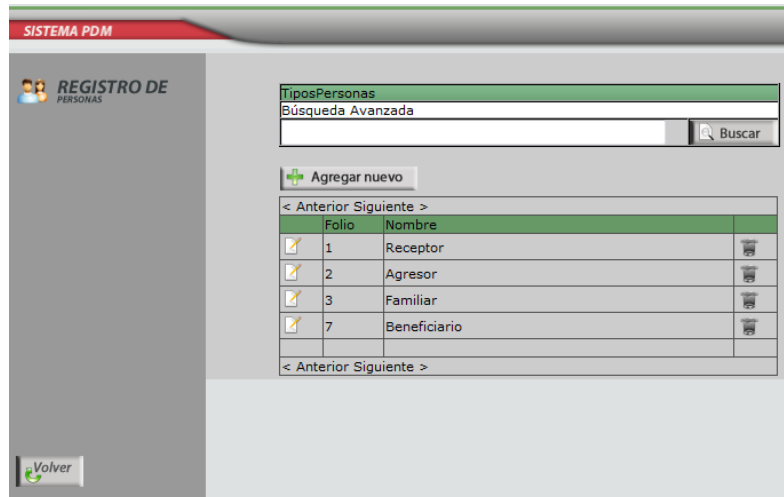 SISTEMA PDM
REGISTRO DE
PERSONAS
TiposPersonas
Búsqueda Avanzada
Buscar
Agregar nuevo
< Anterior Siguiente >
Folio Nombre
1 Receptor
2 Agresor
3 Familiar
7 Beneficiario
< Anterior Siguiente >
Volver